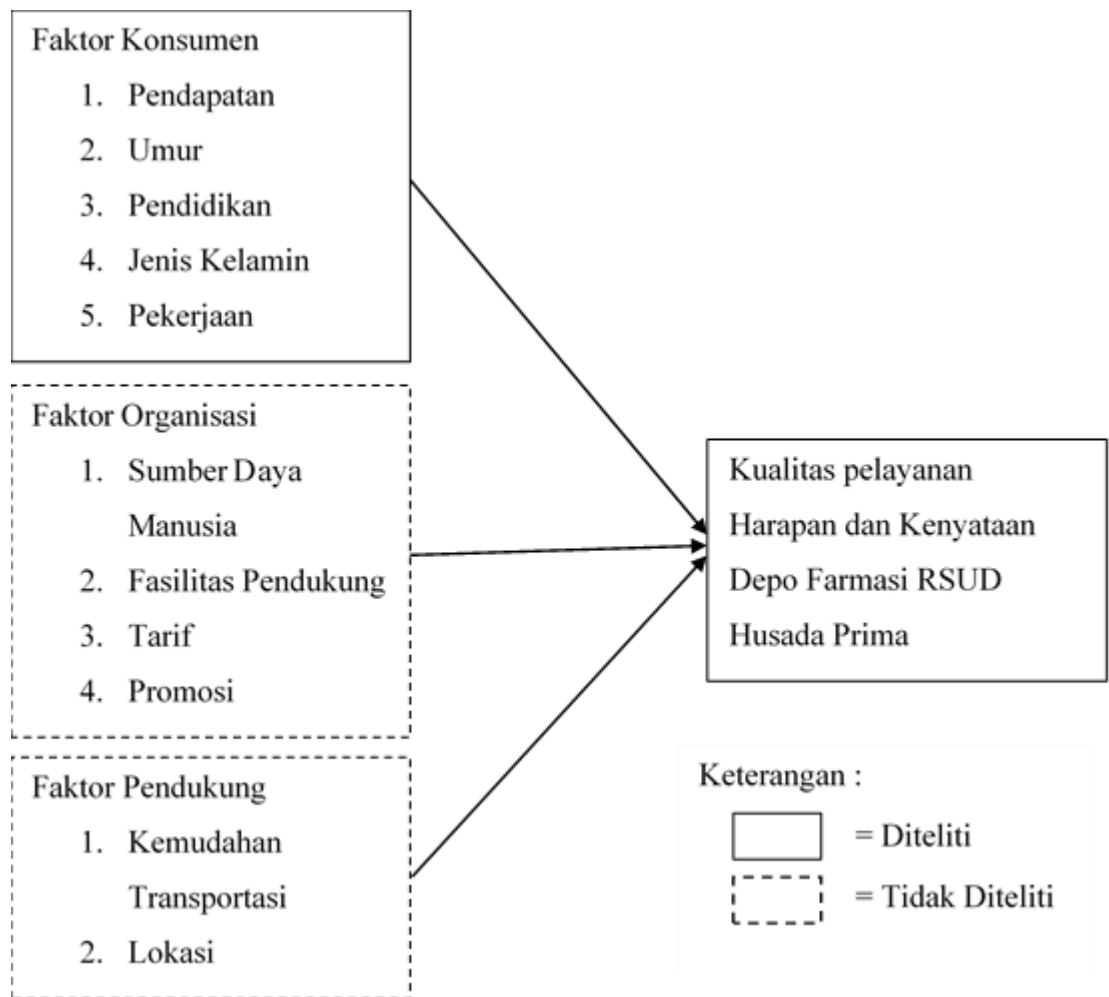 Faktor Konsumen
1. Pendapatan
2. Umur
3. Pendidikan
4. Jenis Kelamin
5. Pekerjaan
Faktor Organisasi
1. Sumber Daya
Manusia
2. Fasilitas Pendukung
3. Tarif
4. Promosi
Faktor Pendukung
1. Kemudahan
Transportasi
2. Lokasi
Kualitas pelayanan
Harapan dan Kenyataan
Depo Farmasi RSUD
Husada Prima
Keterangan :
= Diteliti
= Tidak Diteliti